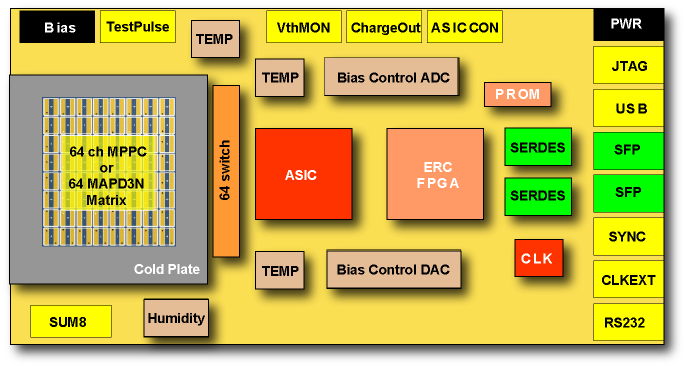 Bias
TestPulse
TEMP
VthMON
ChargeOut
ASIC CON
PWR
JTAG
USB
SFP
SFP
SYNC
CLKEXT
RS232
TEMP
Bias Control ADC
PROM
64 ch MPPC
or
64 MAPD3N
Matrix
Cold Plate
64 switch
ASIC
ERC
FPGA
SERDES
SERDES
CLK
TEMP
Bias Control DAC
SUM8
Humidity